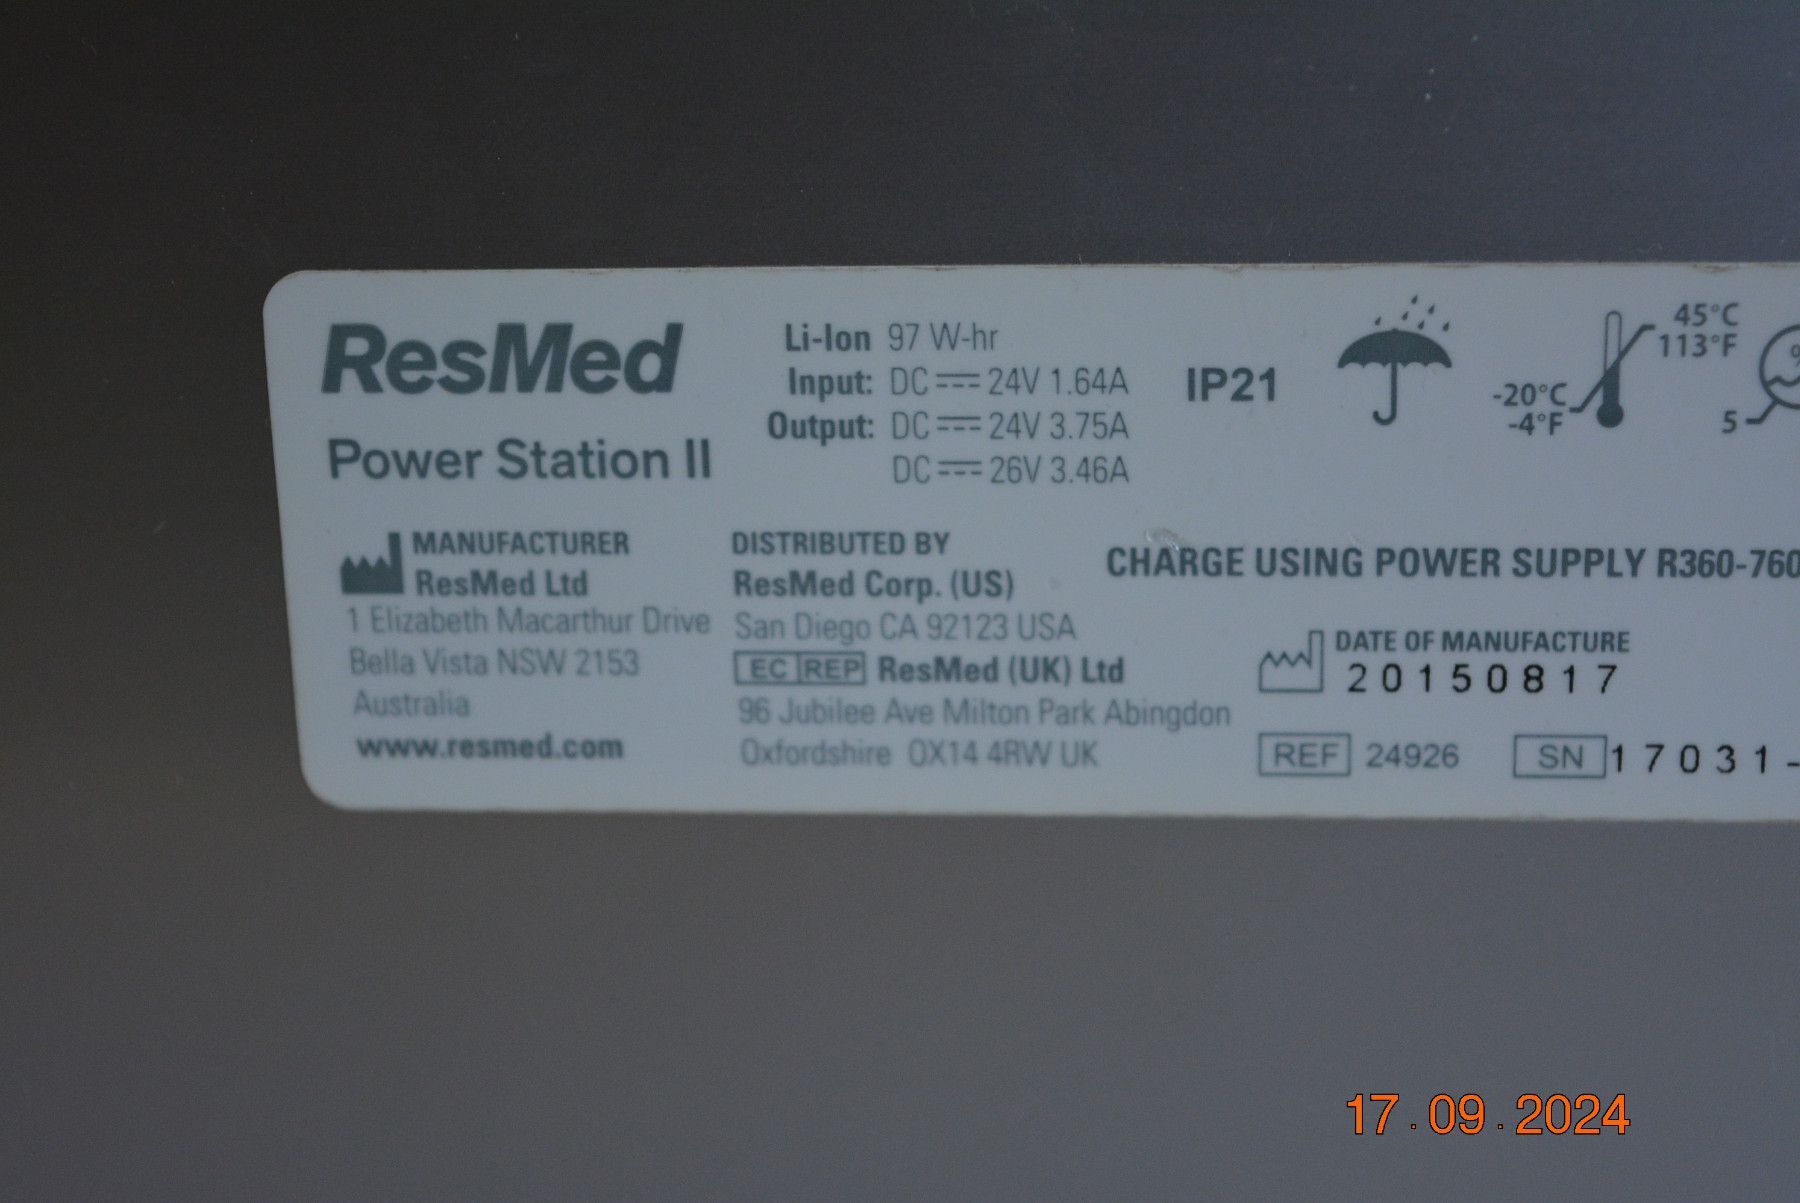 ResMed
Power Station II
Li-Ion 97 W-hr
Input: DC 24V 1.64A
Output: DC 24V 3.75A
DC 26V 3.46A
IP21
45°C
113°F
-20°C
-4°F
%
5
MANUFACTURER
ResMed Ltd
1 Elizabeth Macarthur Drive
Bella Vista NSW 2153
Australia
www.resmed.com
DISTRIBUTED BY
ResMed Corp. (US)
San Diego CA 92123 USA
EC REP ResMed (UK) Ltd
96 Jubilee Ave Milton Park Abingdon
Oxfordshire OX14 4RW UK
CHARGE USING POWER SUPPLY R360-760
DATE OF MANUFACTURE
20150817
REF 24926
SN 17031-
17.09.2024